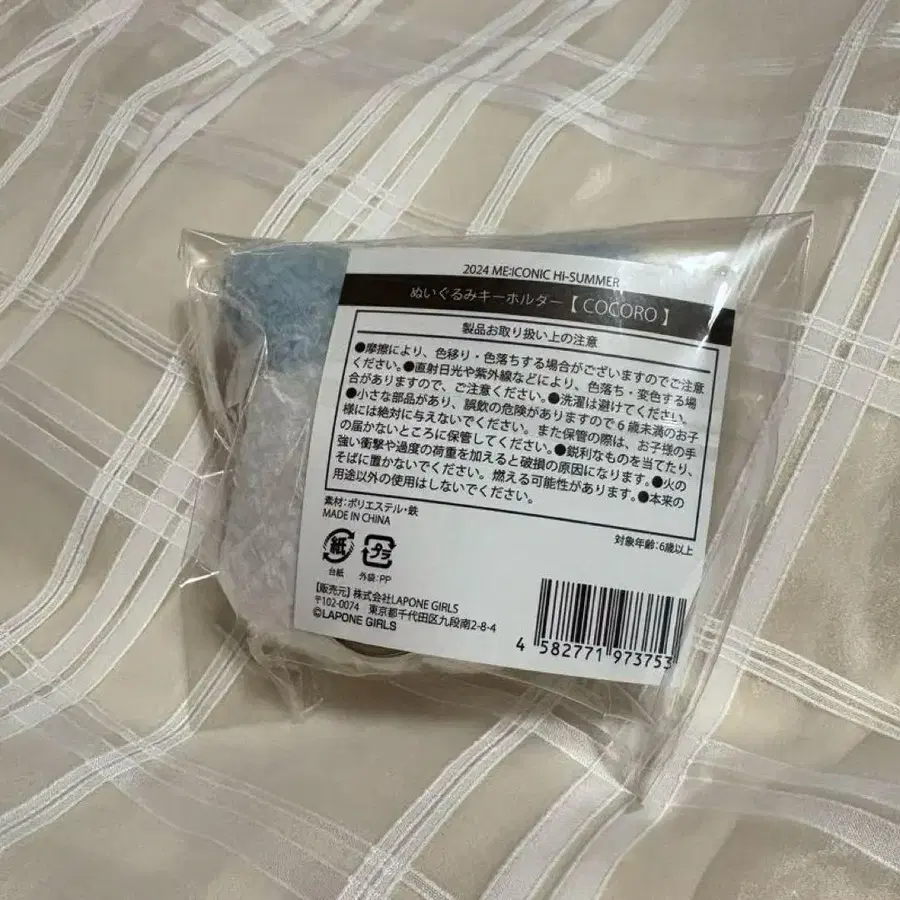 2024 ME:ICONIC HI-SUMMER
ぬいぐるみキーホルダー【 COCORO 】
製品お取り扱い上の注意
●摩擦により、色移り・色落ちする場合がございますのでご注意
ください。●直射日光や紫外線などにより、色落ち・変色する場
合がありますので、ご注意ください。●洗濯は避けてください。
●小さな部品があり、誤飲の危険がありますので6歳未満のお子
様には絶対に与えないでください。また保管の際は、お子様の手
の届かないところに保管してください。●鋭利なものを当てたり、
強い衝撃や過度の荷重を加えると破損の原因になります。●火の
そばに置かないでください。燃える可能性があります。●本来の
用途以外の使用はしないでください。
素材：ポリエステル・鉄
MADE IN CHINA
対象年齢：6歳以上
紙 プラ
台紙 外袋：PP
【販売元】株式会社LAPONE GIRLS
〒102-0074 東京都千代田区九段南2-8-4
©LAPONE GIRLS
4 582771 973753